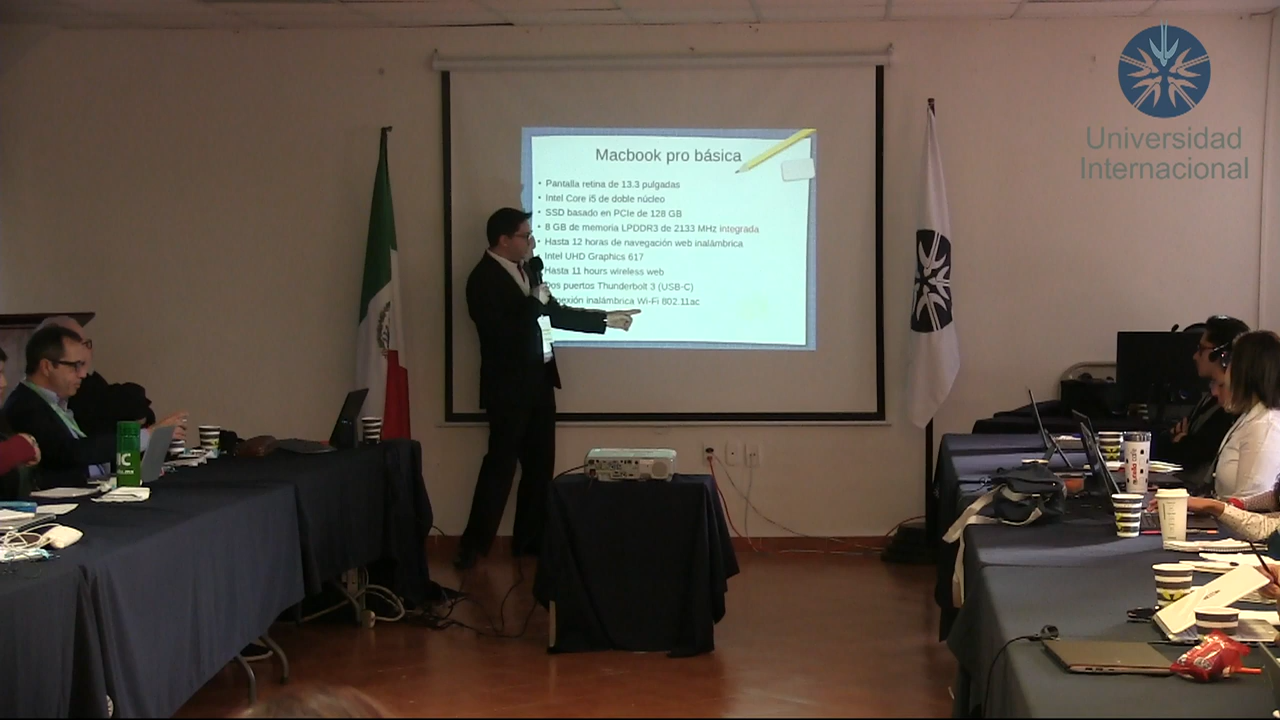 Universidad
Internacional
Macbook pro básica
• Pantalla retina de 13.3 pulgadas
• Intel Core i5 de doble núcleo
• SSD basado en PCIe de 128 GB
• 8 GB de memoria LPDDR3 de 2133 MHz integrada
• Hasta 12 horas de navegación web inalámbrica
Intel UHD Graphics 617
Hasta 11 hours wireless web
Dos puertos Thunderbolt 3 (USB-C)
Wi-Fi 802.11ac